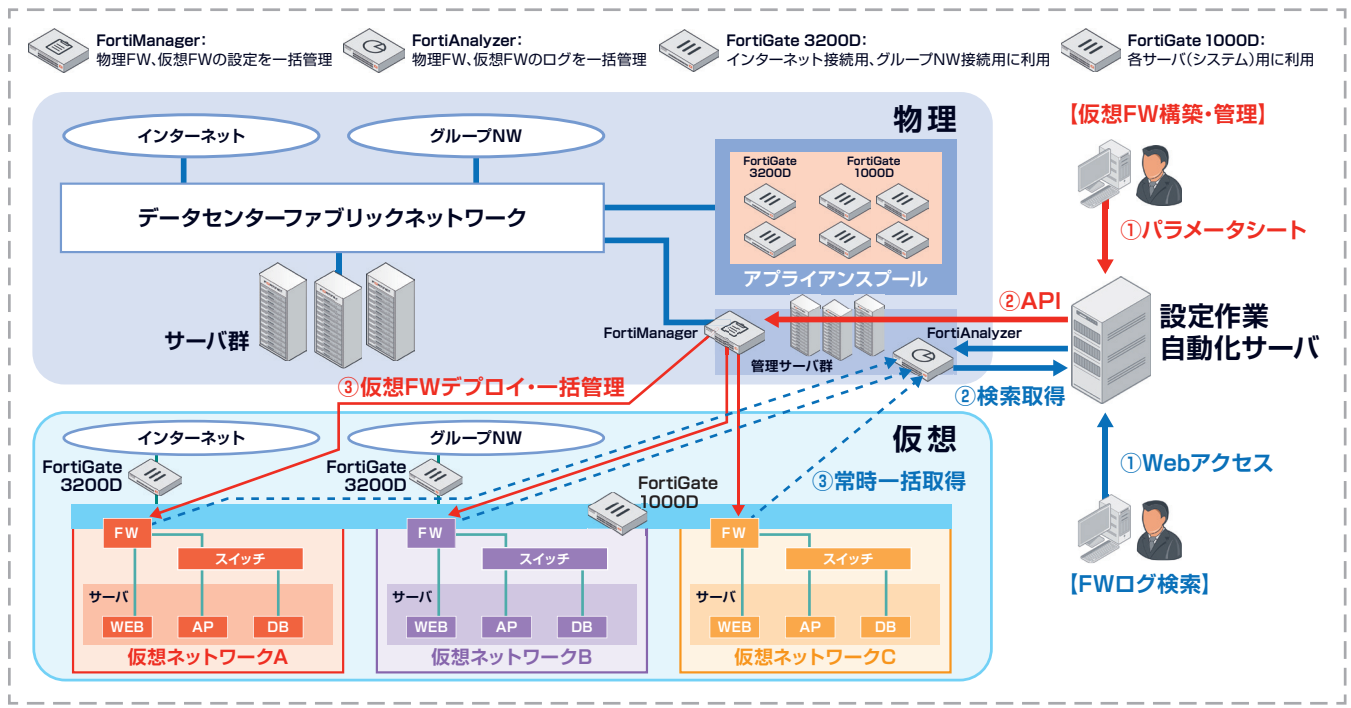 FortiManager：
物理FW、仮想FWの設定を一括管理
FortiAnalyzer：
物理FW、仮想FWのログを一括管理
FortiGate 3200D：
インターネット接続用、グループNW接続用に利用
FortiGate 1000D：
各サーバ(システム)用に利用
物理
インターネット
グループNW
データセンターファブリックネットワーク
サーバ群
FortiGate
3200D
FortiGate
1000D
アプライアンスプール
FortiManager
管理サーバ群
FortiAnalyzer
【仮想FW構築・管理】
①パラメータシート
②API
設定作業
自動化サーバ
②検索取得
①Webアクセス
【FWログ検索】
③仮想FWデプロイ・一括管理
仮想
インターネット
グループNW
FortiGate
3200D
FortiGate
3200D
FortiGate
1000D
③常時一括取得
FW
スイッチ
サーバ
WEB
AP
DB
仮想ネットワークA
FW
スイッチ
サーバ
WEB
AP
DB
仮想ネットワークB
FW
スイッチ
サーバ
WEB
AP
DB
仮想ネットワークC